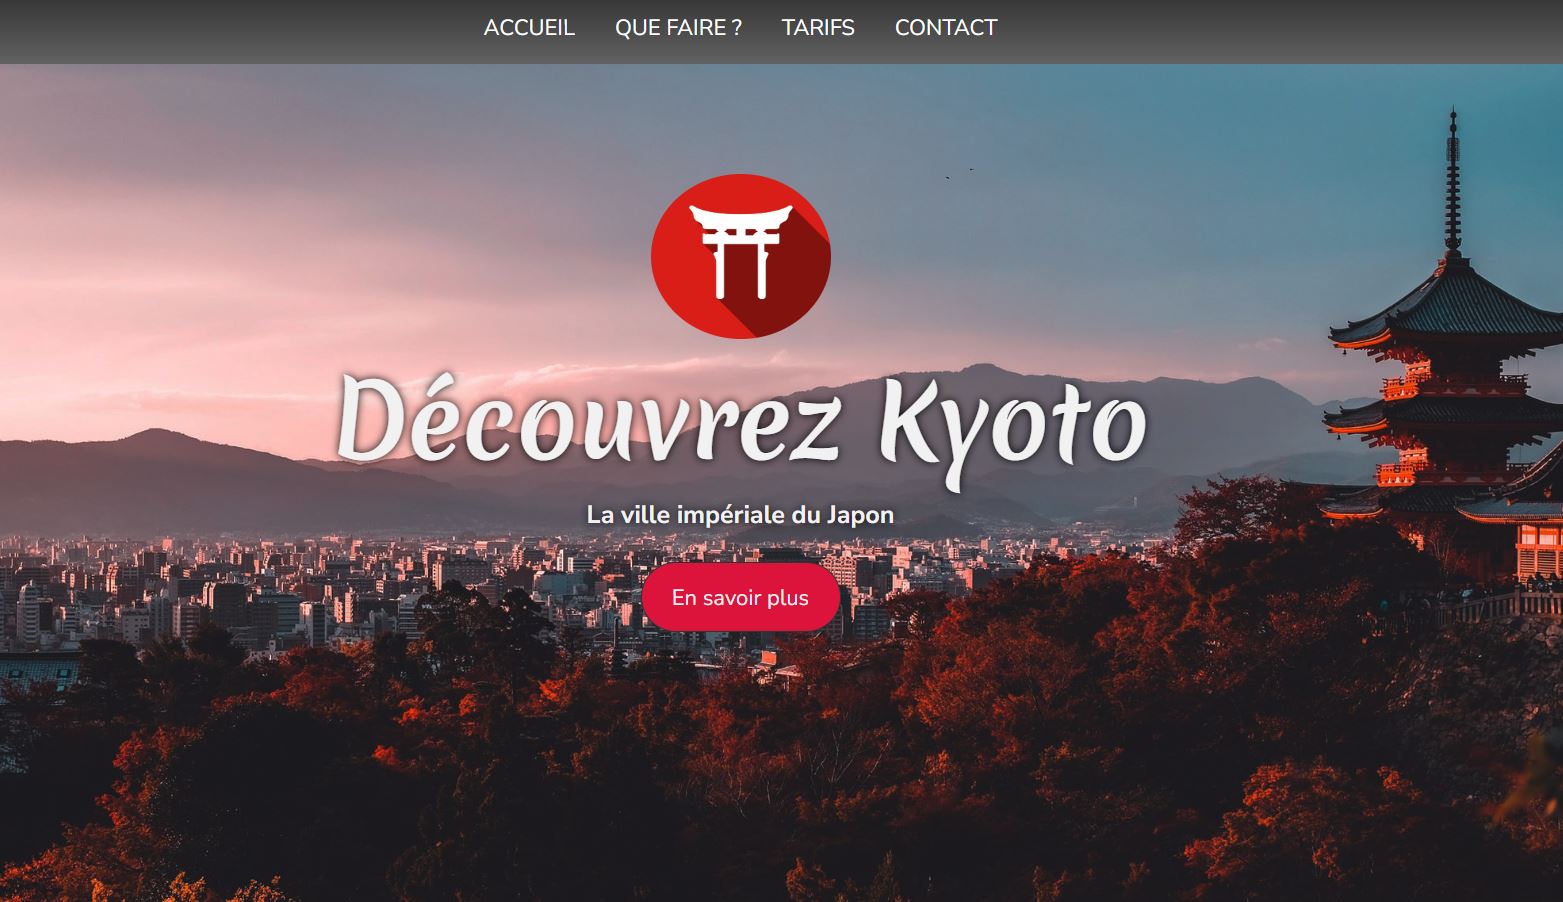 ACCUEIL QUE FAIRE ? TARIFS CONTACT
Découvrez Kyoto
La ville impériale du Japon
En savoir plus